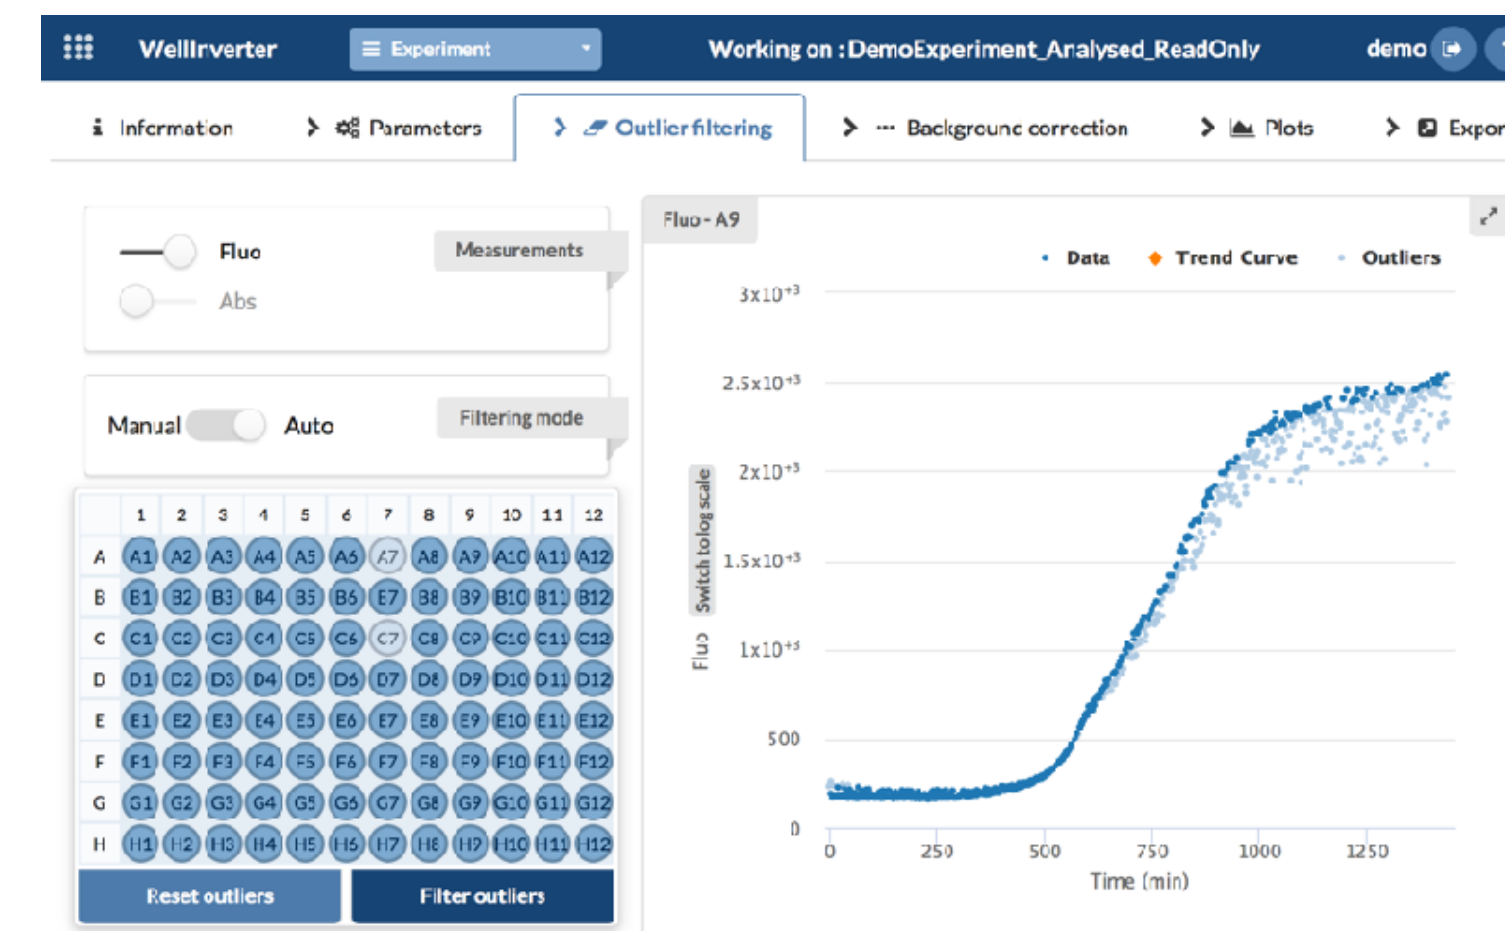 WellInverter Experiment Working on : DemoExperiment_Analysed_ReadOnly demo
Information Parameters Outlier filtering Background correction Plots Expor
Fluo
Measurements
Abs
Manual Auto
Filtering mode
1 2 3 4 5 6 7 8 9 10 11 12
A A1 A2 A3 A4 A5 A6 A7 A8 A9 A10 A11 A12
B B1 B2 B3 B4 B5 B6 B7 B8 B9 B10 B11 B12
C C1 C2 C3 C4 C5 C6 C7 C8 C9 C10 C11 C12
D D1 D2 D3 D4 D5 D6 D7 D8 D9 D10 D11 D12
E E1 E2 E3 E4 E5 E6 E7 E8 E9 E10 E11 E12
F F1 F2 F3 F4 F5 F6 F7 F8 F9 F10 F11 F12
G G1 G2 G3 G4 G5 G6 G7 G8 G9 G10 G11 G12
H H1 H2 H3 H4 H5 H6 H7 H8 H9 H10 H11 H12
Reset outliers Filter outliers
Fluo - A9
Data Trend Curve Outliers
3x10+3
2.5x10+3
2x10+3
1.5x10+3
1x10+3
500
0
Fluo Switch to log scale
0 250 500 750 1000 1250
Time (min)